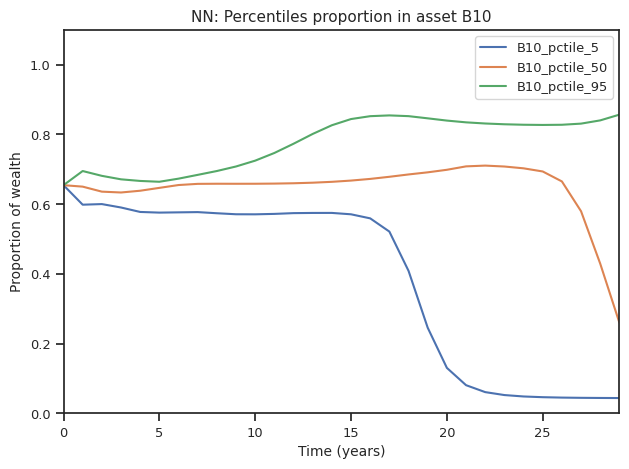 NN: Percentiles proportion in asset B10
B10_pctile_5
B10_pctile_50
B10_pctile_95
Proportion of wealth
1.0
0.8
0.6
0.4
0.2
0.0
0 5 10 15 20 25
Time (years)